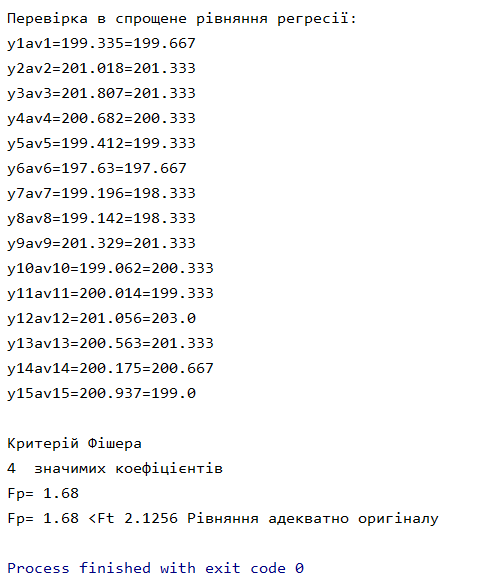 Перевірка в спрощене рівняння регресії:
y1av1=199.335=199.667
y2av2=201.018=201.333
y3av3=201.807=201.333
y4av4=200.682=200.333
y5av5=199.412=199.333
y6av6=197.63=197.667
y7av7=199.196=198.333
y8av8=199.142=198.333
y9av9=201.329=201.333
y10av10=199.062=200.333
y11av11=200.014=199.333
y12av12=201.056=203.0
y13av13=200.563=201.333
y14av14=200.175=200.667
y15av15=200.937=199.0
Критерій Фішера
4  значимих коефіцієнтів
Fp= 1.68
Fp= 1.68 <Ft 2.1256 Рівняння адекватно оригіналу
Process finished with exit code 0